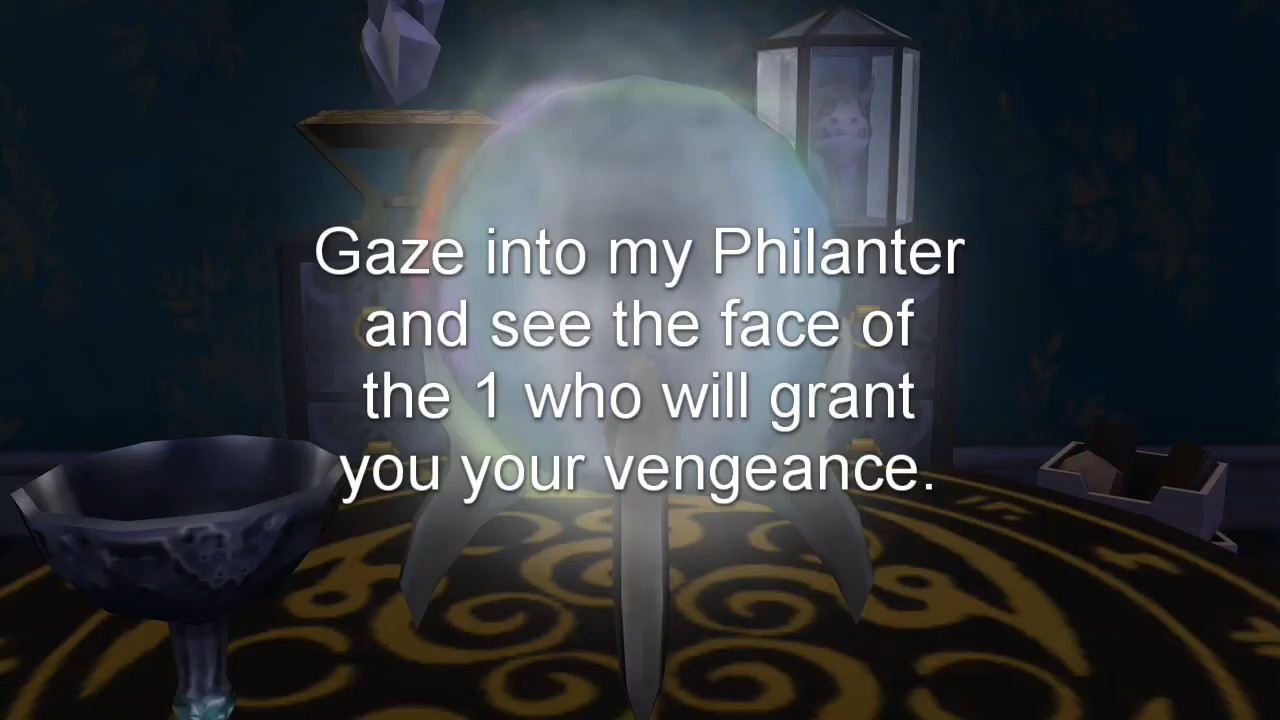 Gaze into my Philanter
and see the face of
the 1 who will grant
you your vengeance.